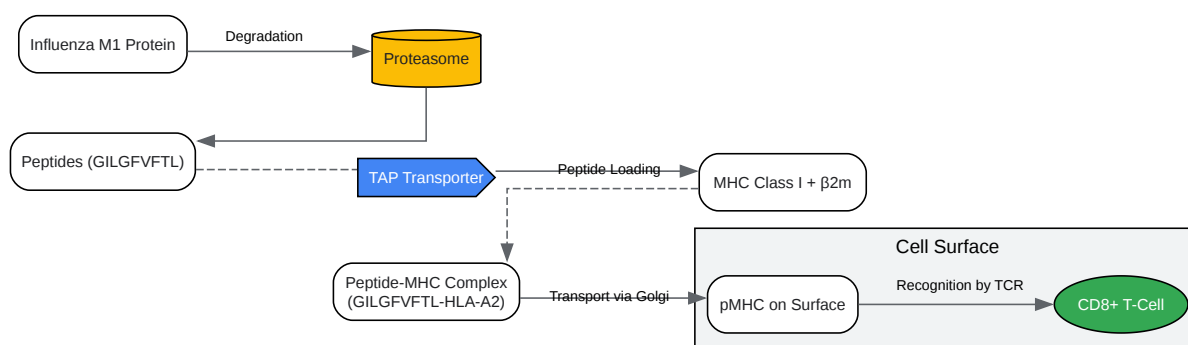 Influenza M1 Protein
Degradation
Proteasome
Peptides (GILGFVFTL)
TAP Transporter
Peptide Loading
MHC Class I + β2m
Cell Surface
Peptide-MHC Complex
(GILGFVFTL-HLA-A2)
Transport via Golgi
pMHC on Surface
Recognition by TCR
CD8+ T-Cell